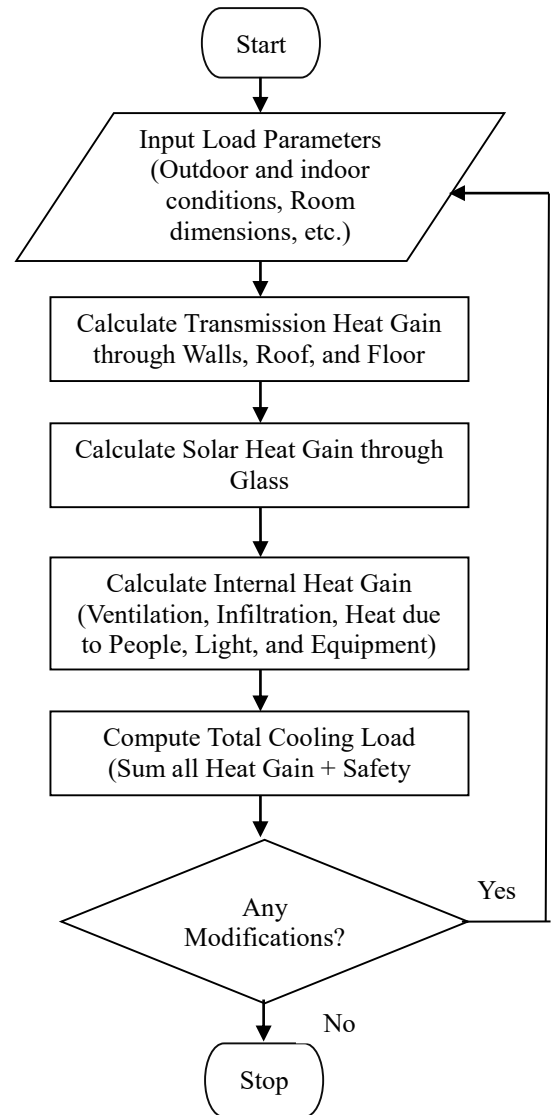 Start
Input Load Parameters
(Outdoor and indoor
conditions, Room
dimensions, etc.)
Calculate Transmission Heat Gain
through Walls, Roof, and Floor
Calculate Solar Heat Gain through
Glass
Calculate Internal Heat Gain
(Ventilation, Infiltration, Heat due
to People, Light, and Equipment)
Compute Total Cooling Load
(Sum all Heat Gain + Safety
Any
Modifications?
Yes
No
Stop